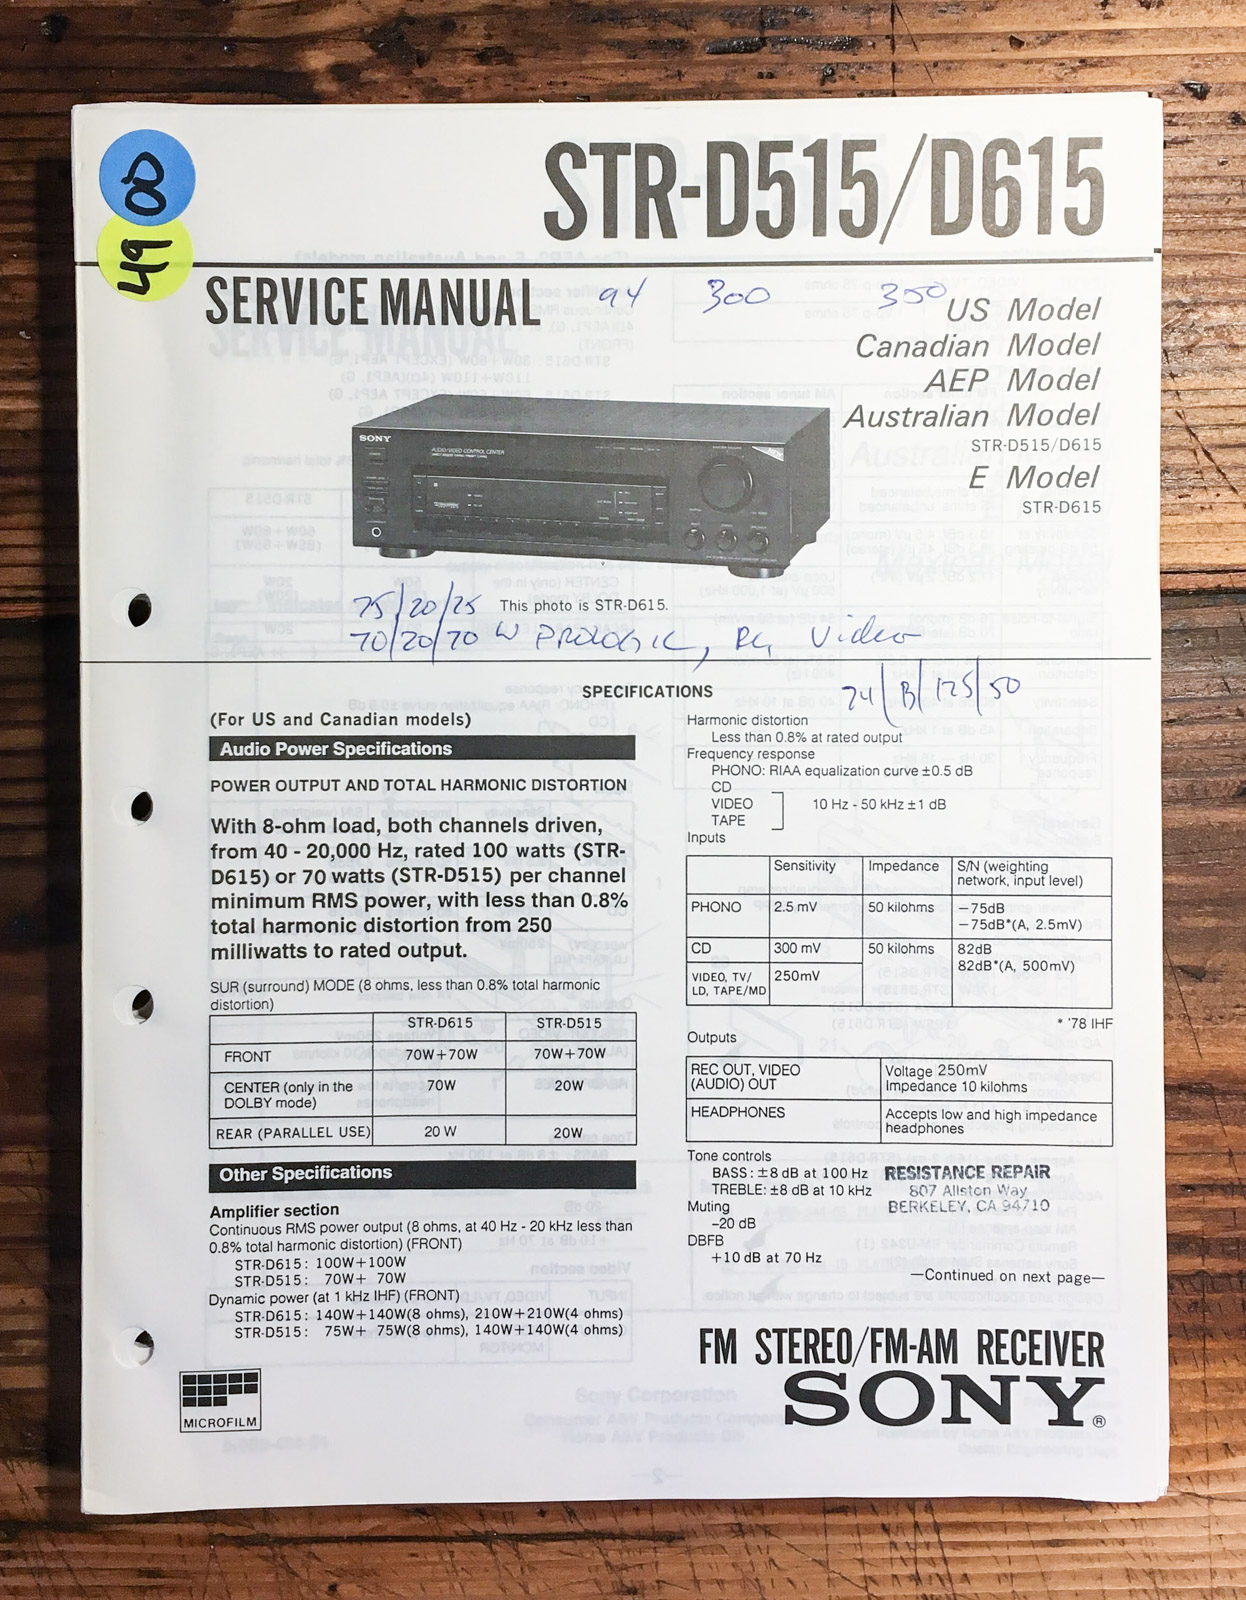 00
49
STR-D515/D615
SERVICE MANUAL
94 300 350
US Model
Canadian Model
AEP Model
Australian Model
STR-D515/D615
E Model
STR-D615
SONY
AUDIO/VIDEO CONTROL CENTER
75/20/75
This photo is STR-D615.
70/20/70 W PROLOGIC, RC, Video
SPECIFICATIONS
(For US and Canadian models)
Audio Power Specifications
POWER OUTPUT AND TOTAL HARMONIC DISTORTION
With 8-ohm load, both channels driven,
from 40 - 20,000 Hz, rated 100 watts (STR-
D615) or 70 watts (STR-D515) per channel
minimum RMS power, with less than 0.8%
total harmonic distortion from 250
milliwatts to rated output.
SUR (surround) MODE (8 ohms, less than 0.8% total harmonic
distortion)
STR-D615 STR-D515
FRONT 70W+70W 70W+70W
CENTER (only in the
DOLBY mode) 70W 20W
REAR (PARALLEL USE) 20 W 20W
Other Specifications
Amplifier section
Continuous RMS power output (8 ohms, at 40 Hz - 20 kHz less than
0.8% total harmonic distortion) (FRONT)
STR-D615: 100W+100W
STR-D515: 70W+ 70W
Dynamic power (at 1 kHz IHF) (FRONT)
STR-D615: 140W+140W(8 ohms), 210W+210W(4 ohms)
STR-D515: 75W+ 75W(8 ohms), 140W+140W(4 ohms)
MICROFILM
74/B/125/50
Harmonic distortion
Less than 0.8% at rated output
Frequency response
PHONO: RIAA equalization curve ±0.5 dB
CD
VIDEO 10 Hz - 50 kHz ±1 dB
TAPE
Inputs
Sensitivity Impedance S/N (weighting
network, input level)
PHONO 2.5 mV 50 kilohms −75dB
−75dB*(A, 2.5mV)
CD 300 mV 50 kilohms 82dB
82dB*(A, 500mV)
VIDEO, TV/
LD, TAPE/MD 250mV
* '78 IHF
Outputs
REC OUT, VIDEO
(AUDIO) OUT Voltage 250mV
Impedance 10 kilohms
HEADPHONES Accepts low and high impedance
headphones
Tone controls
BASS: ±8 dB at 100 Hz
TREBLE: ±8 dB at 10 kHz
Muting
−20 dB
DBFB
+10 dB at 70 Hz
RESISTANCE REPAIR
807 Allston Way
BERKELEY, CA 94710
—Continued on next page—
FM STEREO/FM-AM RECEIVER
SONY®